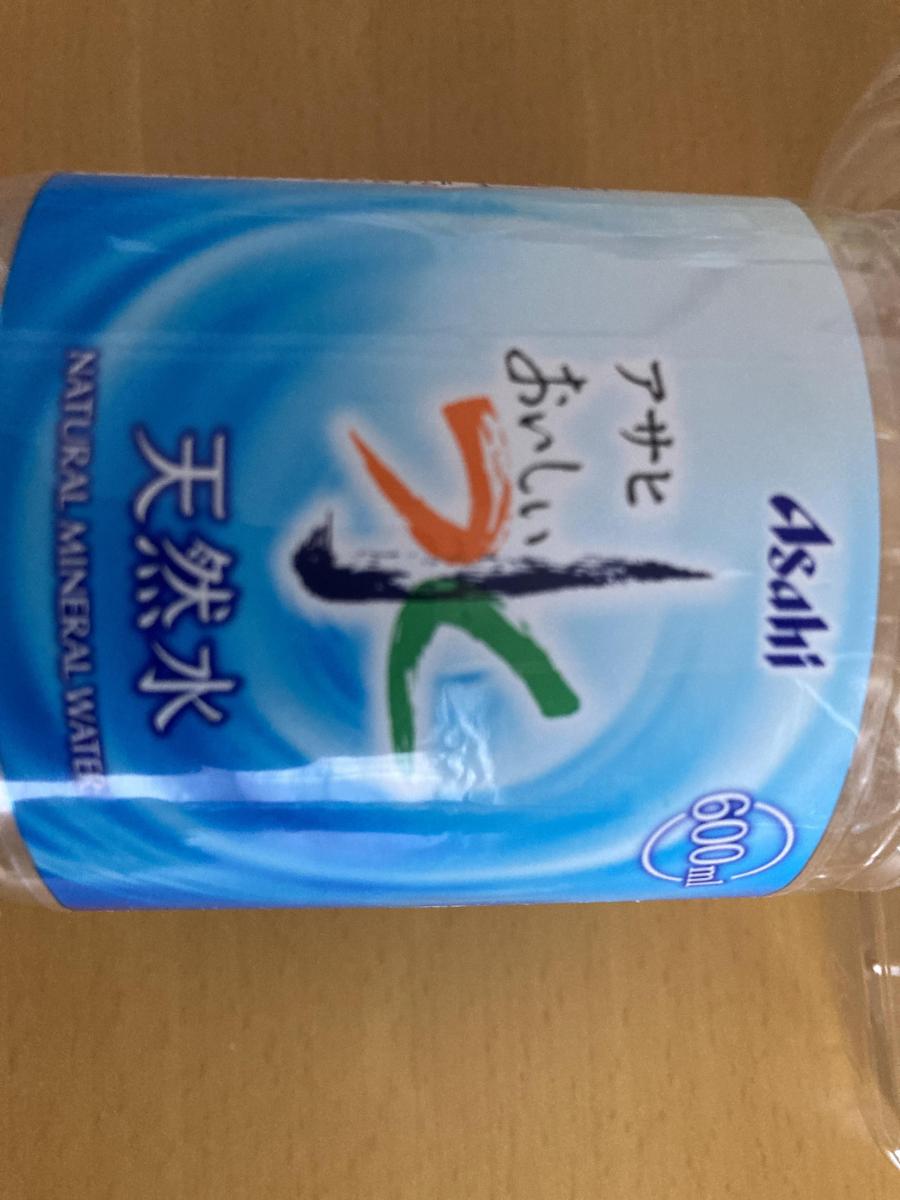 Asahi
アサヒ
おいしい
水
天然水
NATURAL MINERAL WATER
600ml